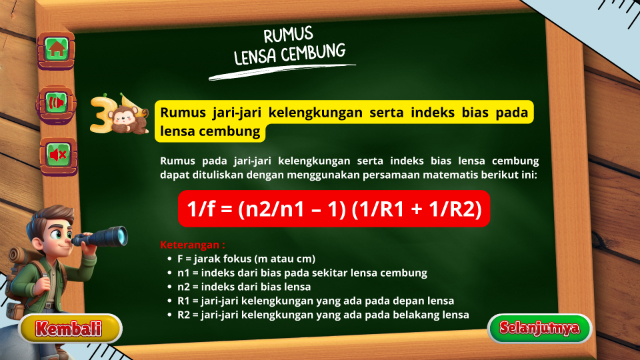 RUMUS
LENSA CEMBUNG
3
Rumus jari-jari kelengkungan serta indeks bias pada
lensa cembung
Rumus pada jari-jari kelengkungan serta indeks bias lensa cembung
dapat dituliskan dengan menggunakan persamaan matematis berikut ini:
1/f = (n2/n1 – 1) (1/R1 + 1/R2)
Keterangan :
• F = jarak fokus (m atau cm)
• n1 = indeks dari bias pada sekitar lensa cembung
• n2 = indeks dari bias lensa
• R1 = jari-jari kelengkungan yang ada pada depan lensa
• R2 = jari-jari kelengkungan yang ada pada belakang lensa
Kembali
Selanjutnya